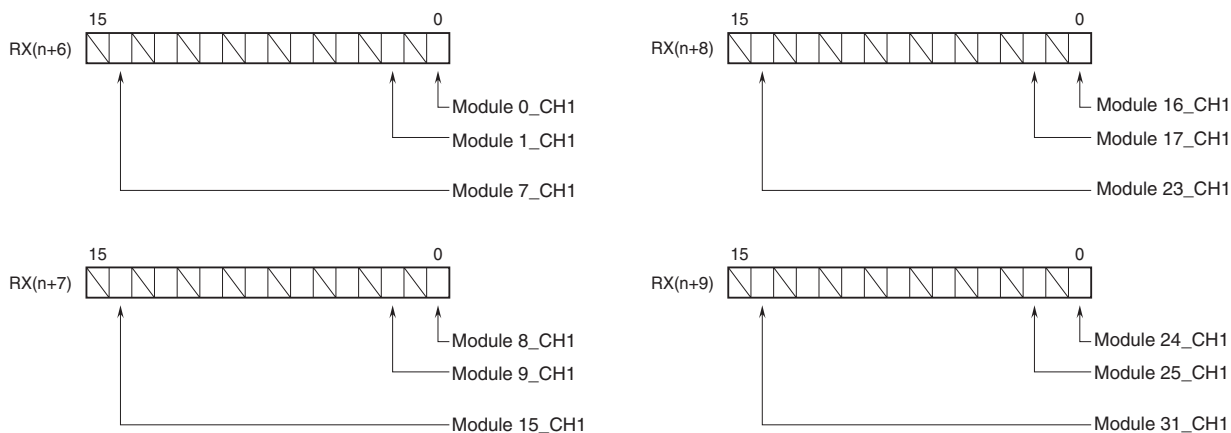 15 0
RX(n+6)
Module 0_CH1
Module 1_CH1
Module 7_CH1
15 0
RX(n+8)
Module 16_CH1
Module 17_CH1
Module 23_CH1
15 0
RX(n+7)
Module 8_CH1
Module 9_CH1
Module 15_CH1
15 0
RX(n+9)
Module 24_CH1
Module 25_CH1
Module 31_CH1